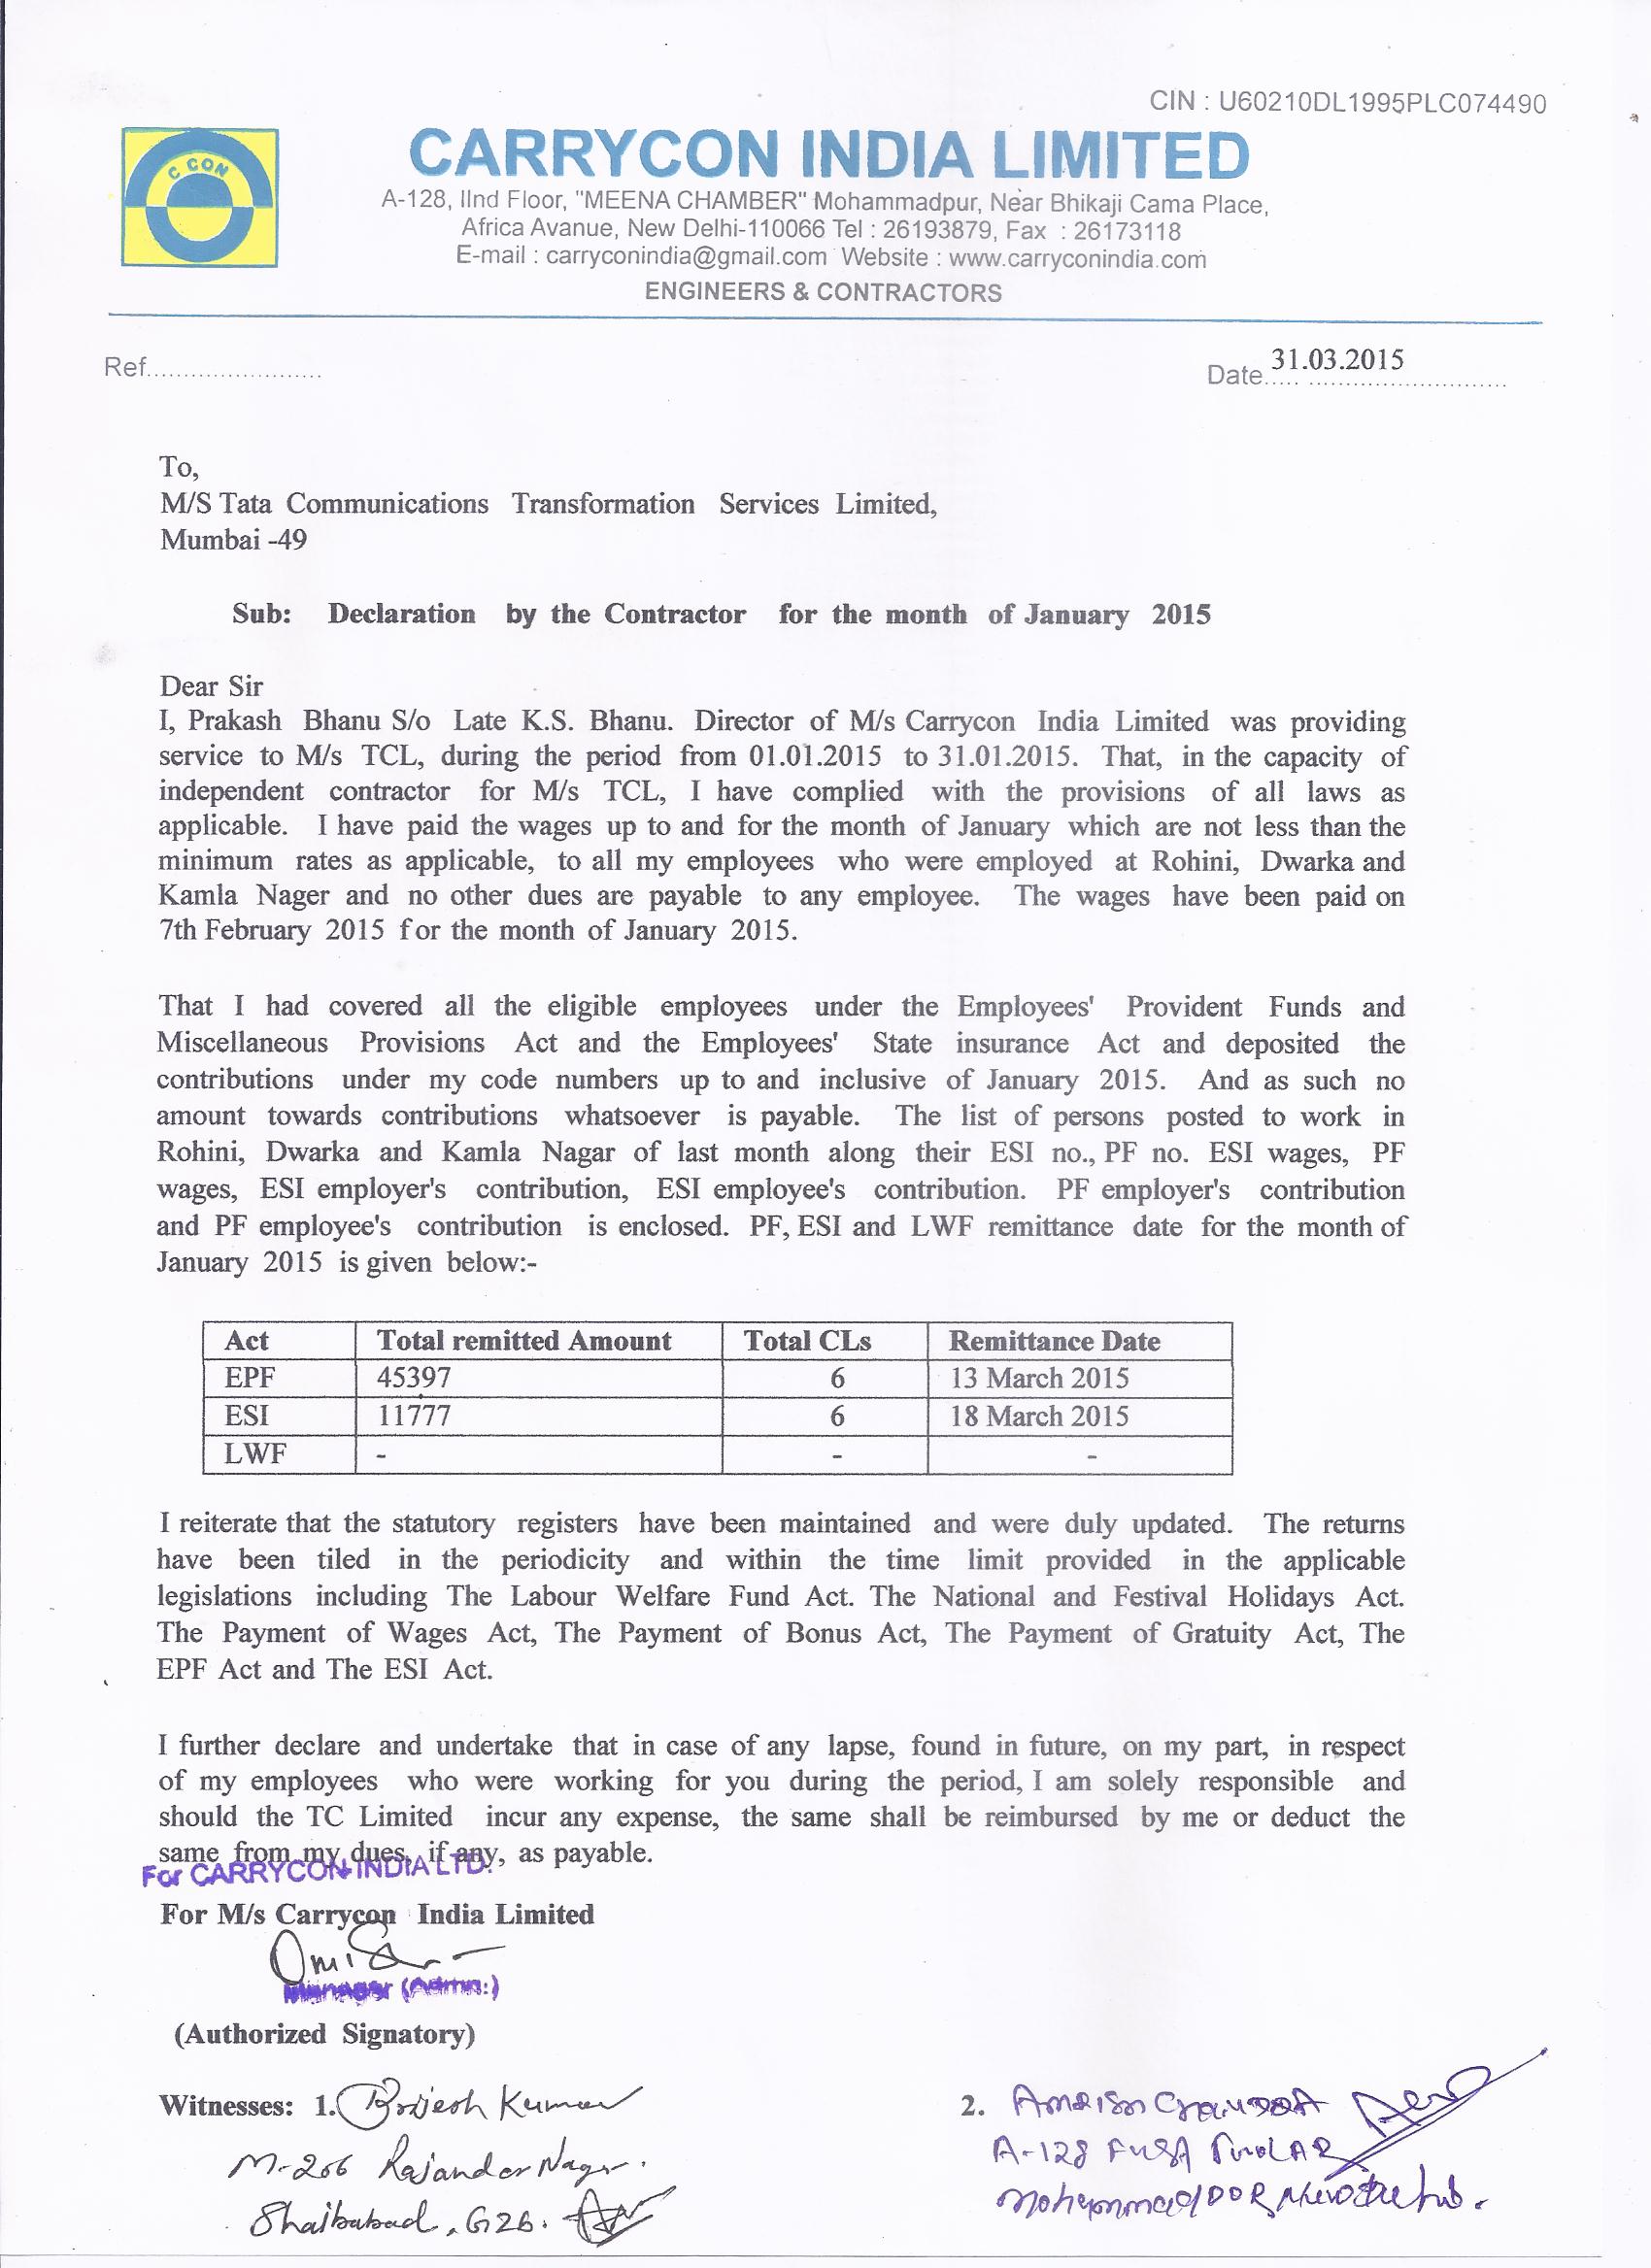 CIN : U60210DL1995PLC074490
C CON
CARRYCON INDIA LIMITED
A-128, IInd Floor, "MEENA CHAMBER" Mohammadpur, Near Bhikaji Cama Place,
Africa Avanue, New Delhi-110066 Tel : 26193879, Fax : 26173118
E-mail : carryconindia@gmail.com Website : www.carryconindia.com
ENGINEERS & CONTRACTORS
Ref.......................
Date 31.03.2015
To,
M/S Tata Communications Transformation Services Limited,
Mumbai -49
Sub: Declaration by the Contractor for the month of January 2015
Dear Sir
I, Prakash Bhanu S/o Late K.S. Bhanu. Director of M/s Carrycon India Limited was providing
service to M/s TCL, during the period from 01.01.2015 to 31.01.2015. That, in the capacity of
independent contractor for M/s TCL, I have complied with the provisions of all laws as
applicable. I have paid the wages up to and for the month of January which are not less than the
minimum rates as applicable, to all my employees who were employed at Rohini, Dwarka and
Kamla Nager and no other dues are payable to any employee. The wages have been paid on
7th February 2015 for the month of January 2015.
That I had covered all the eligible employees under the Employees' Provident Funds and
Miscellaneous Provisions Act and the Employees' State insurance Act and deposited the
contributions under my code numbers up to and inclusive of January 2015. And as such no
amount towards contributions whatsoever is payable. The list of persons posted to work in
Rohini, Dwarka and Kamla Nagar of last month along their ESI no., PF no. ESI wages, PF
wages, ESI employer's contribution, ESI employee's contribution. PF employer's contribution
and PF employee's contribution is enclosed. PF, ESI and LWF remittance date for the month of
January 2015 is given below:-
Act Total remitted Amount Total CLs Remittance Date
EPF 45397 6 13 March 2015
ESI 11777 6 18 March 2015
LWF - - -
I reiterate that the statutory registers have been maintained and were duly updated. The returns
have been tiled in the periodicity and within the time limit provided in the applicable
legislations including The Labour Welfare Fund Act. The National and Festival Holidays Act.
The Payment of Wages Act, The Payment of Bonus Act, The Payment of Gratuity Act, The
EPF Act and The ESI Act.
I further declare and undertake that in case of any lapse, found in future, on my part, in respect
of my employees who were working for you during the period, I am solely responsible and
should the TC Limited incur any expense, the same shall be reimbursed by me or deduct the
same from my dues, if any, as payable.
For CARRYCON INDIA LTD.
For M/s Carrycon India Limited
Manager (Admn.)
(Authorized Signatory)
Witnesses: 1. Brijesh Kumar
M-266 Rajander Nagar.
Shaibabad, GZB.
2.
A-128